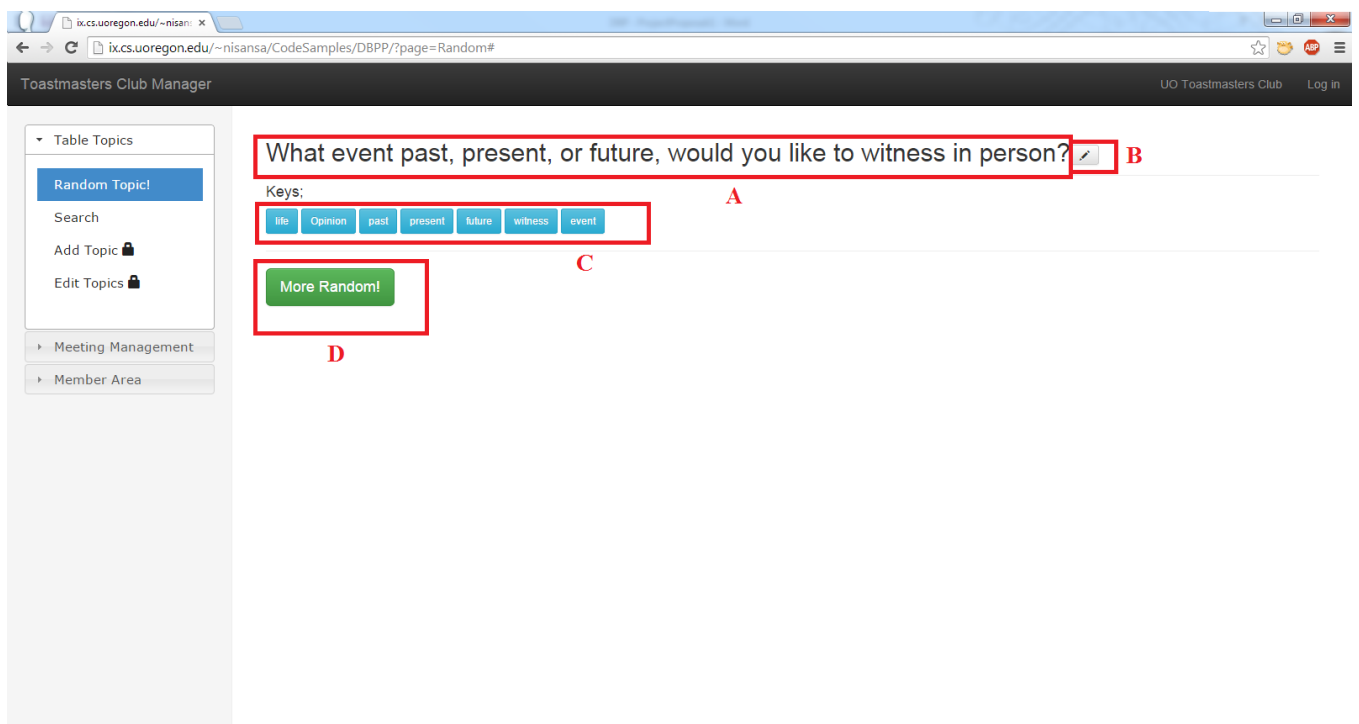 ix.cs.uoregon.edu/~nisans
ix.cs.uoregon.edu/~nisansa/CodeSamples/DBPP/?page=Random#
ABP
Toastmasters Club Manager
UO Toastmasters Club
Log in
Table Topics
Random Topic!
Search
Add Topic
Edit Topics
Meeting Management
Member Area
What event past, present, or future, would you like to witness in person?
B
A
Keys;
life Opinion past present future witness event
C
More Random!
D